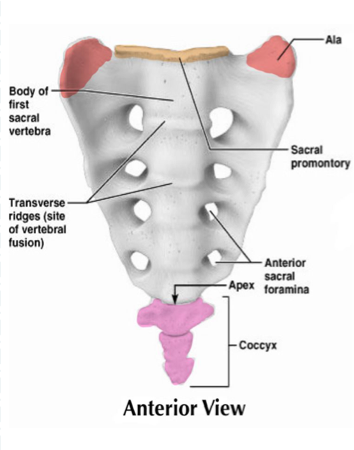 Ala
Body of
first
sacral
vertebra
Sacral
promontory
Transverse
ridges (site
of vertebral
fusion)
Anterior
sacral
foramina
Apex
Coccyx
Anterior View